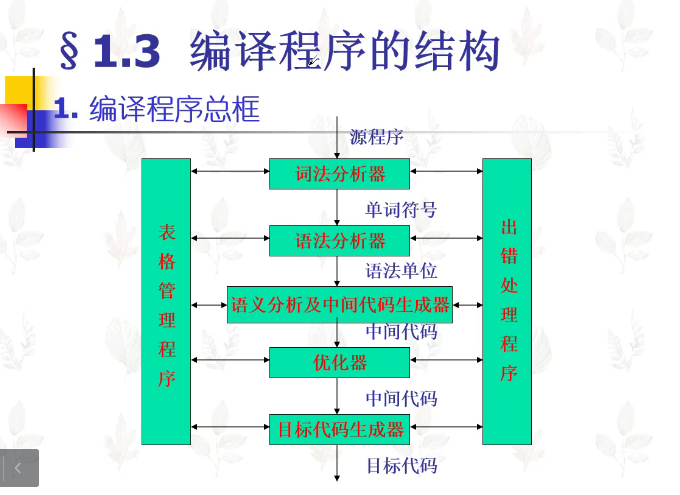 §1.3 编译程序的结构
1. 编译程序总框
源程序
词法分析器
单词符号
语法分析器
语法单位
语义分析及中间代码生成器
中间代码
优化器
中间代码
目标代码生成器
目标代码
表格管理程序
出错处理程序